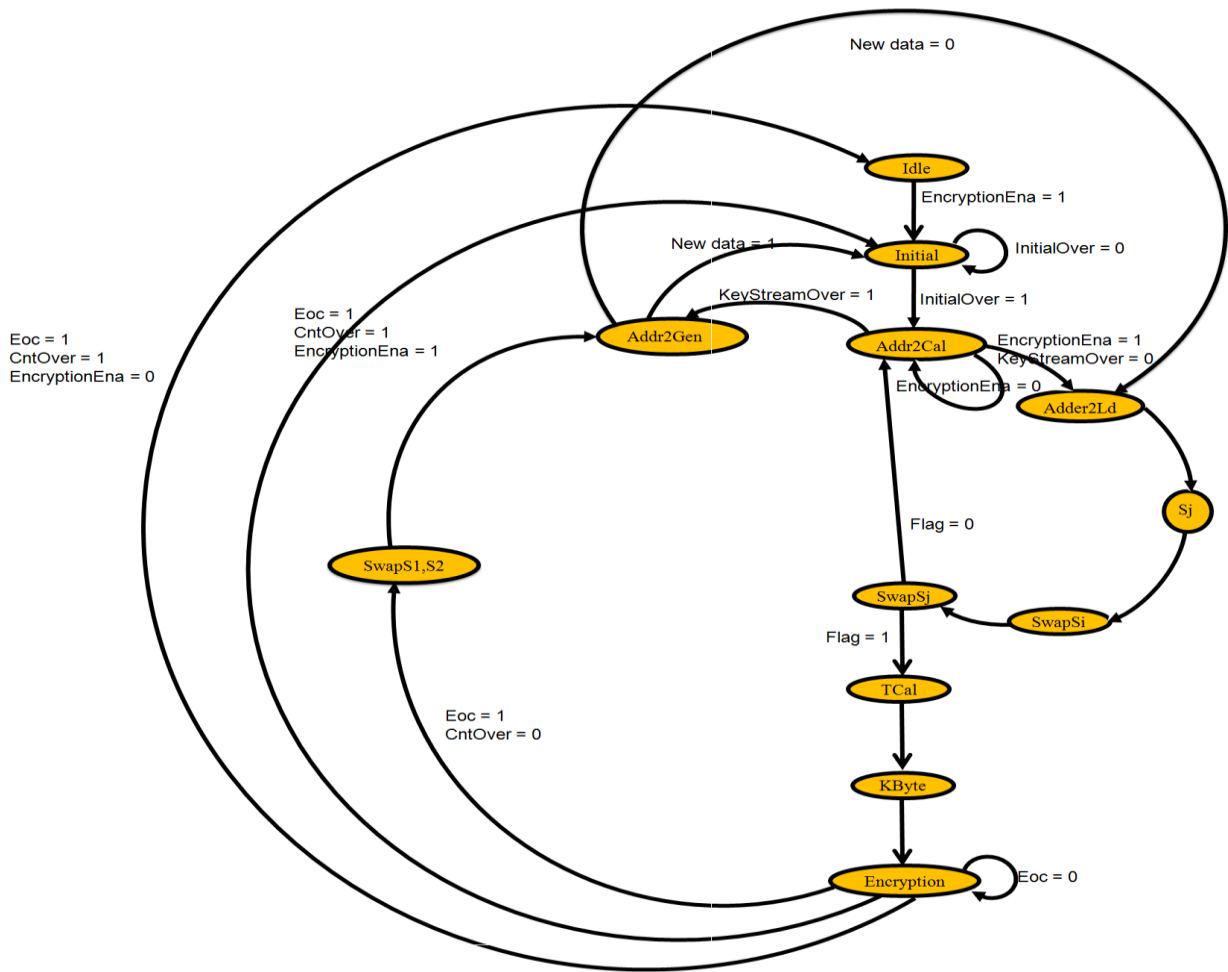 New data = 0
Idle
EncryptionEna = 1
New data = 1
Initial
InitialOver = 0
KeyStreamOver = 1
InitialOver = 1
Eoc = 1
CntOver = 1
EncryptionEna = 0
Eoc = 1
CntOver = 1
EncryptionEna = 1
Addr2Gen
Addr2Cal
EncryptionEna = 1
KeyStreamOver = 0
EncryptionEna = 0
Adder2Ld
Sj
Flag = 0
SwapS1,S2
SwapSj
SwapSi
Flag = 1
TCal
Eoc = 1
CntOver = 0
KByte
Encryption
Eoc = 0